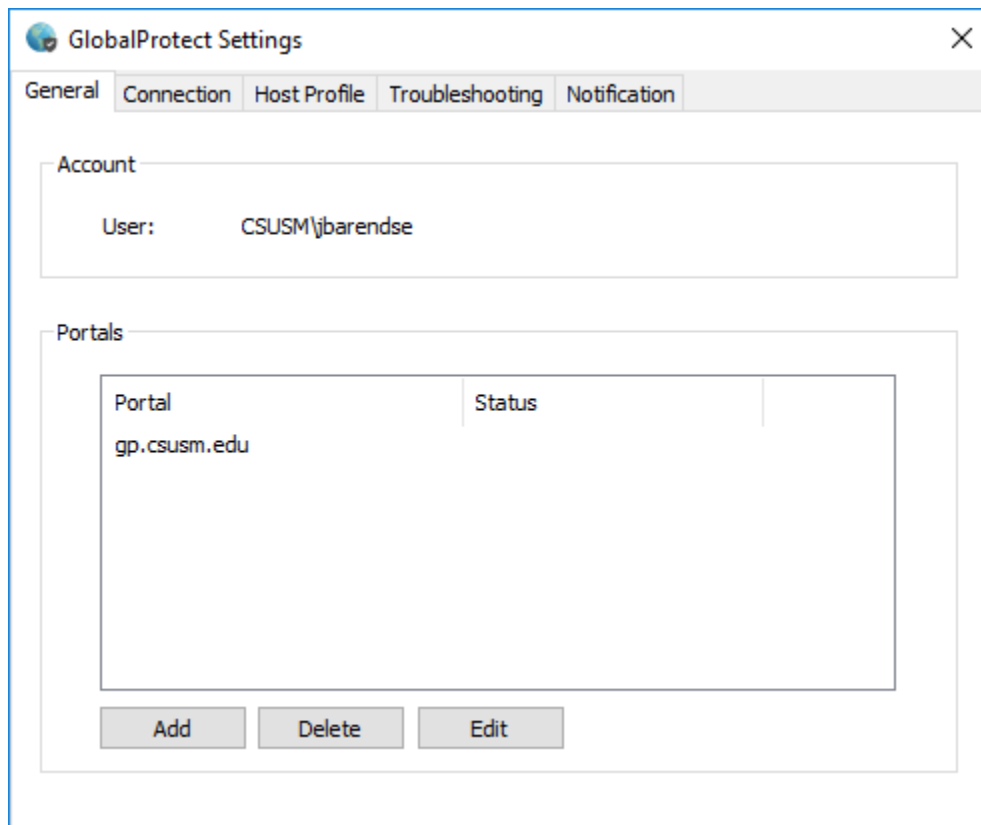 GlobalProtect Settings
General Connection Host Profile Troubleshooting Notification
Account
User: CSUSM\jbarendse
Portals
Portal Status
gp.csusm.edu
Add Delete Edit